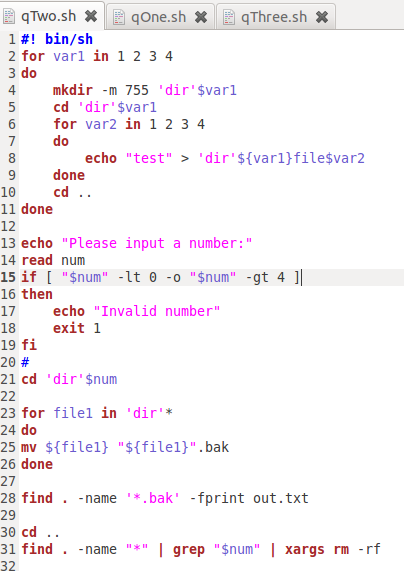 qTwo.sh ✖ qOne.sh ✖ qThree.sh ✖
1 #! bin/sh
2 for var1 in 1 2 3 4
3 do
4     mkdir -m 755 'dir'$var1
5     cd 'dir'$var1
6     for var2 in 1 2 3 4
7     do
8         echo "test" > 'dir'${var1}file$var2
9     done
10     cd ..
11 done
12
13 echo "Please input a number:"
14 read num
15 if [ "$num" -lt 0 -o "$num" -gt 4 ]
16 then
17     echo "Invalid number"
18     exit 1
19 fi
20 #
21 cd 'dir'$num
22
23 for file1 in 'dir'*
24 do
25 mv ${file1} "${file1}".bak
26 done
27
28 find . -name '*.bak' -fprint out.txt
29
30 cd ..
31 find . -name "*" | grep "$num" | xargs rm -rf
32